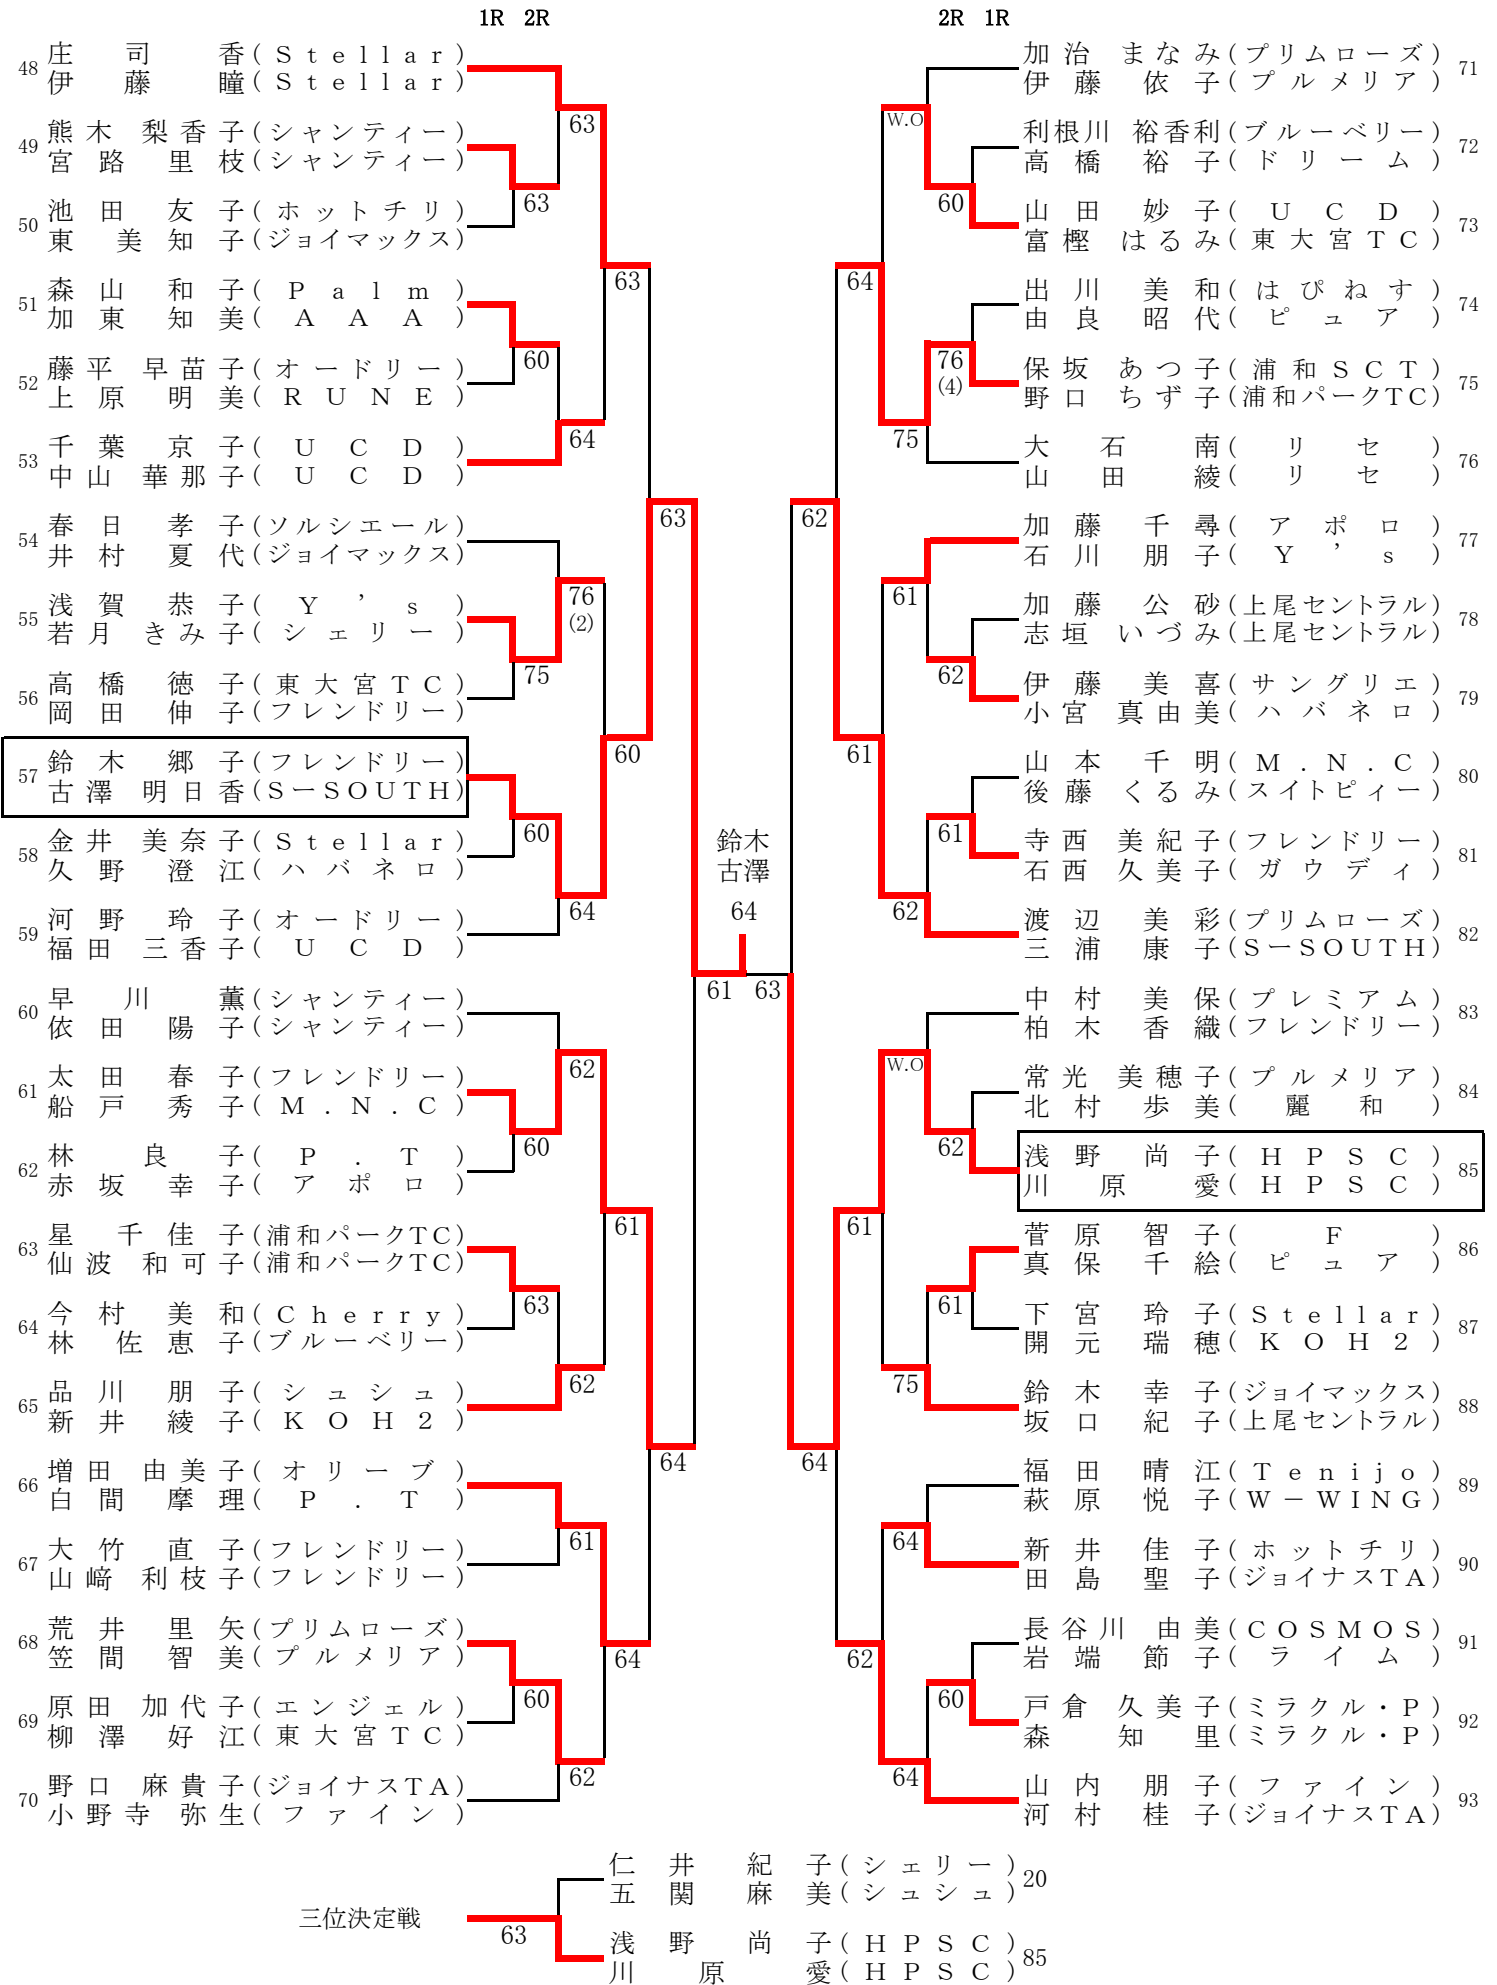 1R 2R
2R 1R
48 庄司 香(Stellar)
伊藤 瞳(Stellar)
63
49 熊木 梨香子(シャンティー)
宮路 里枝(シャンティー)
63
50 池田 友子(ホットチリ)
東 美知子(ジョイマックス)
63
51 森山 和子(Palm)
加東 知美(AAA)
60
52 藤平 早苗子(オードリー)
上原 明美(RUNE)
64
53 千葉 京子(UCD)
中山 華那子(UCD)
63
54 春日 孝子(ソルシエール)
井村 夏代(ジョイマックス)
76
(2)
55 浅賀 恭子(Y’s)
若月 きみ子(シェリー)
75
56 高橋 徳子(東大宮TC)
岡田 伸子(フレンドリー)
60
57 鈴木 郷子(フレンドリー)
古澤 明日香(S－SOUTH)
60
58 金井 美奈子(Stellar)
久野 澄江(ハバネロ)
64
59 河野 玲子(オードリー)
福田 三香子(UCD)
61
60 早川 薫(シャンティー)
依田 陽子(シャンティー)
62
61 太田 春子(フレンドリー)
船戸 秀子(M.N.C)
60
62 林 良子(P.T)
赤坂 幸子(アポロ)
61
63 星 千佳子(浦和パークTC)
仙波 和可子(浦和パークTC)
63
64 今村 美和(Cherry)
林 佐恵子(ブルーベリー)
62
65 品川 朋子(シュシュ)
新井 綾子(KOH2)
64
66 増田 由美子(オリーブ)
白間 摩理(P.T)
61
67 大竹 直子(フレンドリー)
山﨑 利枝子(フレンドリー)
64
68 荒井 里矢(プリムローズ)
笠間 智美(プルメリア)
60
69 原田 加代子(エンジェル)
柳澤 好江(東大宮TC)
62
70 野口 麻貴子(ジョイナスTA)
小野寺 弥生(ファイン)
鈴木
古澤
64
加治 まなみ(プリムローズ) 71
伊藤 依子(プルメリア)
W.O
利根川 裕香利(ブルーベリー) 72
高橋 裕子(ドリーム)
60
山田 妙子(UCD) 73
富樫 はるみ(東大宮TC)
64
出川 美和(はぴねす) 74
由良 昭代(ピュア)
76
(4)
保坂 あつ子(浦和SCT) 75
野口 ちず子(浦和パークTC)
75
大石 南(リセ) 76
山田 綾(リセ)
62
加藤 千尋(アポロ) 77
石川 朋子(Y’s)
61
加藤 公砂(上尾セントラル) 78
志垣 いづみ(上尾セントラル)
62
伊藤 美喜(サングリエ) 79
小宮 真由美(ハバネロ)
61
山本 千明(M.N.C) 80
後藤 くるみ(スイトピィー)
61
寺西 美紀子(フレンドリー) 81
石西 久美子(ガウディ)
62
渡辺 美彩(プリムローズ) 82
三浦 康子(S－SOUTH)
63
中村 美保(プレミアム) 83
柏木 香織(フレンドリー)
W.O
常光 美穂子(プルメリア) 84
北村 歩美(麗和)
62
浅野 尚子(HPSC) 85
川原 愛(HPSC)
61
菅原 智子(F) 86
真保 千絵(ピュア)
61
下宮 玲子(Stellar) 87
開元 瑞穂(KOH2)
75
鈴木 幸子(ジョイマックス) 88
坂口 紀子(上尾セントラル)
64
福田 晴江(Tenijo) 89
萩原 悦子(W－WING)
64
新井 佳子(ホットチリ) 90
田島 聖子(ジョイナスTA)
62
長谷川 由美(COSMOS) 91
岩端 節子(ライム)
60
戸倉 久美子(ミラクル・P) 92
森 知里(ミラクル・P)
64
山内 朋子(ファイン) 93
河村 桂子(ジョイナスTA)
三位決定戦
仁井 紀子(シェリー) 20
五関 麻美(シュシュ)
63
浅野 尚子(HPSC) 85
川原 愛(HPSC)